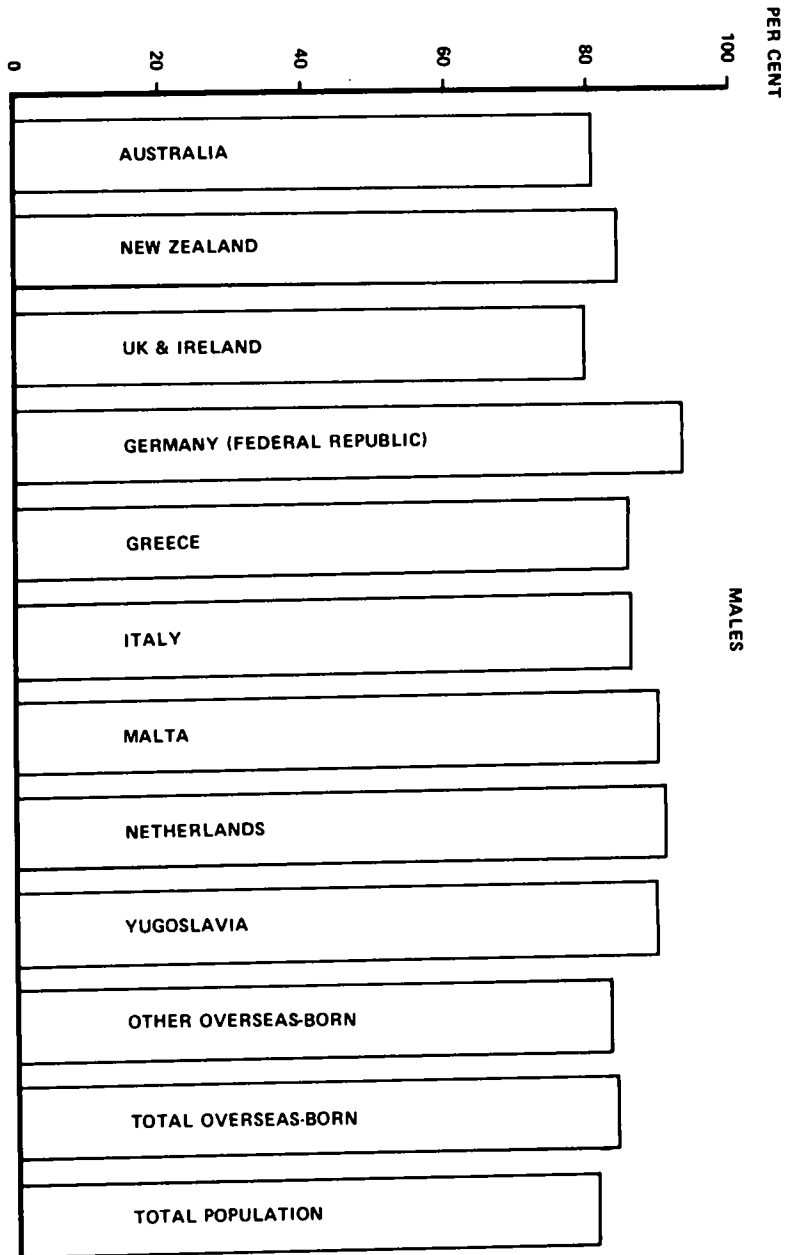 PER CENT
0
20
40
60
80
100
MALES
AUSTRALIA
NEW ZEALAND
UK & IRELAND
GERMANY (FEDERAL REPUBLIC)
GREECE
ITALY
MALTA
NETHERLANDS
YUGOSLAVIA
OTHER OVERSEAS-BORN
TOTAL OVERSEAS-BORN
TOTAL POPULATION